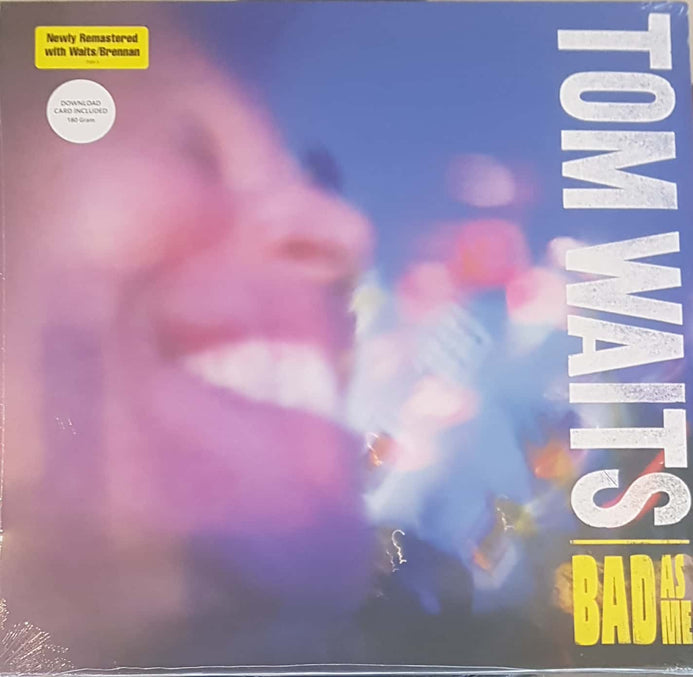 Newly Remastered
with Waits/Brennan
DOWNLOAD
CARD INCLUDED
180 Gram
TOM WAITS
BAD
AS
ME